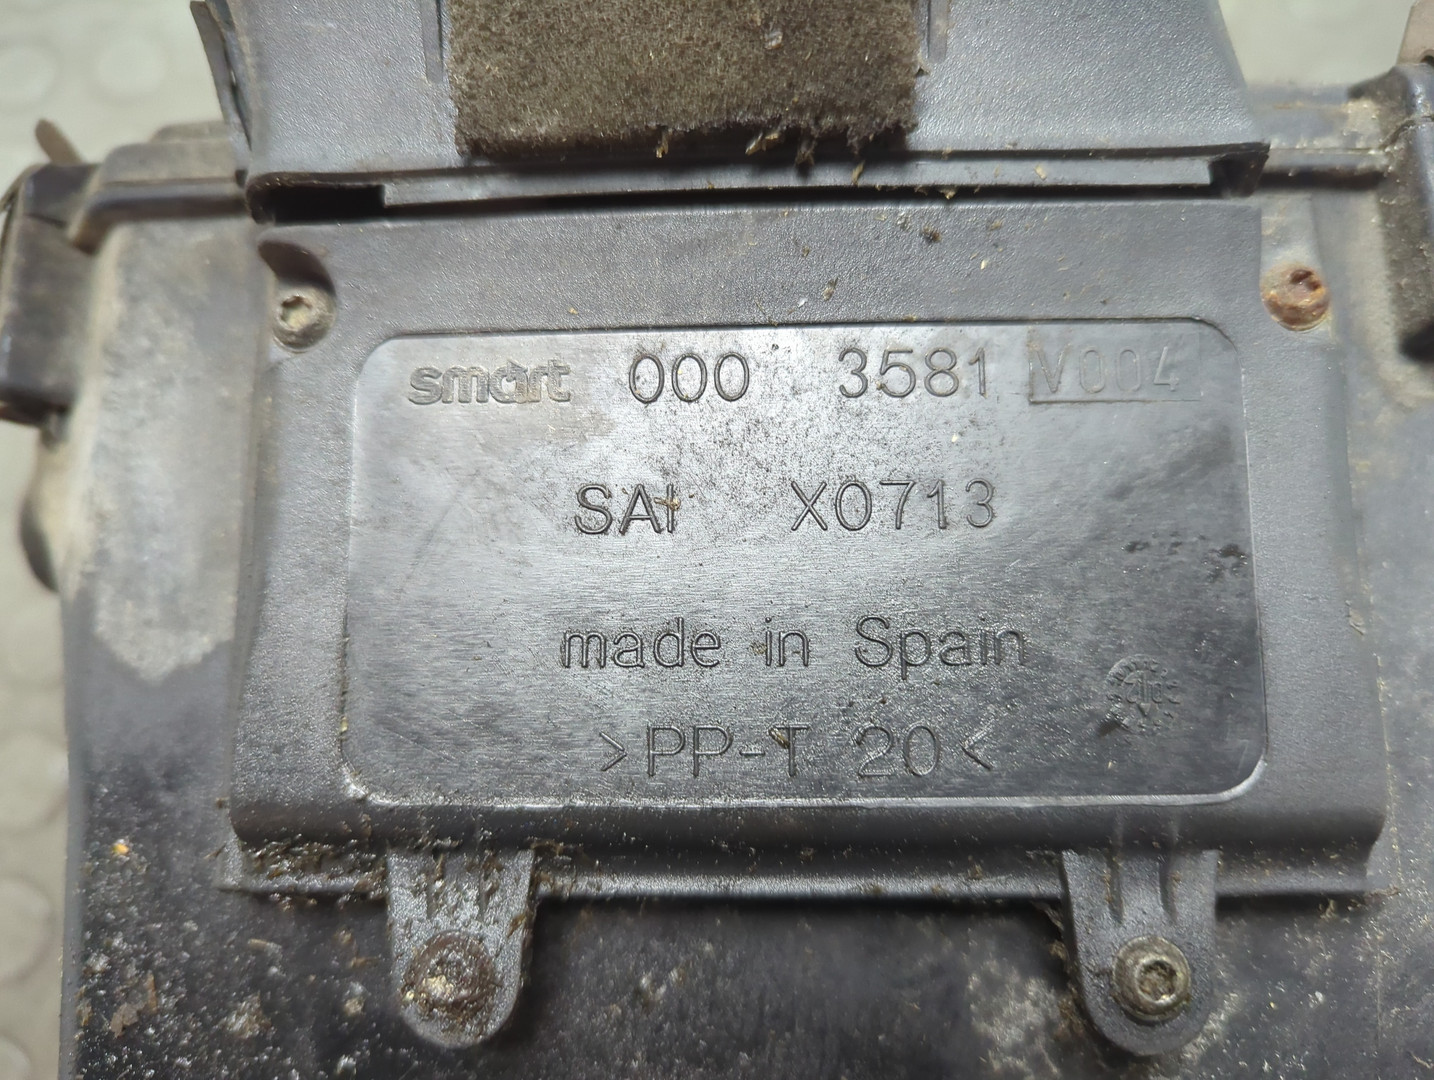 smart 000 3581 V004
SAI X0713
made in Spain
>PP-T 20<